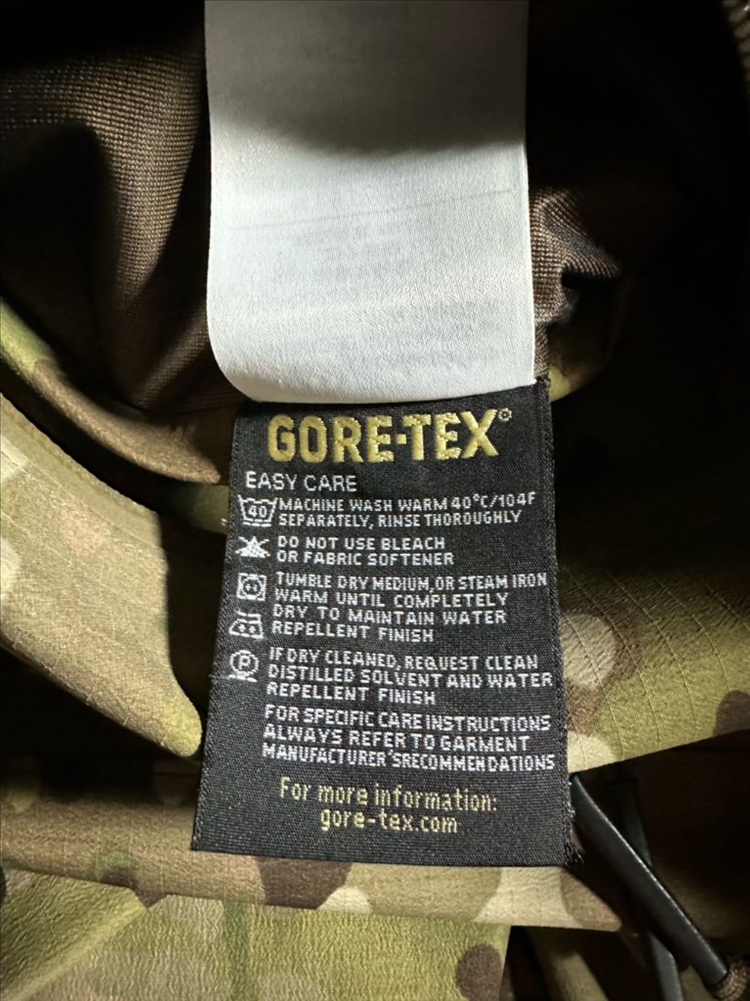 GORE-TEX®
EASY CARE
40 MACHINE WASH WARM 40°C/104F
SEPARATELY, RINSE THOROUGHLY
DO NOT USE BLEACH
OR FABRIC SOFTENER
TUMBLE DRY MEDIUM, OR STEAM IRON
WARM UNTIL COMPLETELY
DRY TO MAINTAIN WATER
REPELLENT FINISH
P IF DRY CLEANED, REQUEST CLEAN
DISTILLED SOLVENT AND WATER
REPELLENT FINISH
FOR SPECIFIC CARE INSTRUCTIONS
ALWAYS REFER TO GARMENT
MANUFACTURER'SRECOMMENDATIONS
For more information:
gore-tex.com